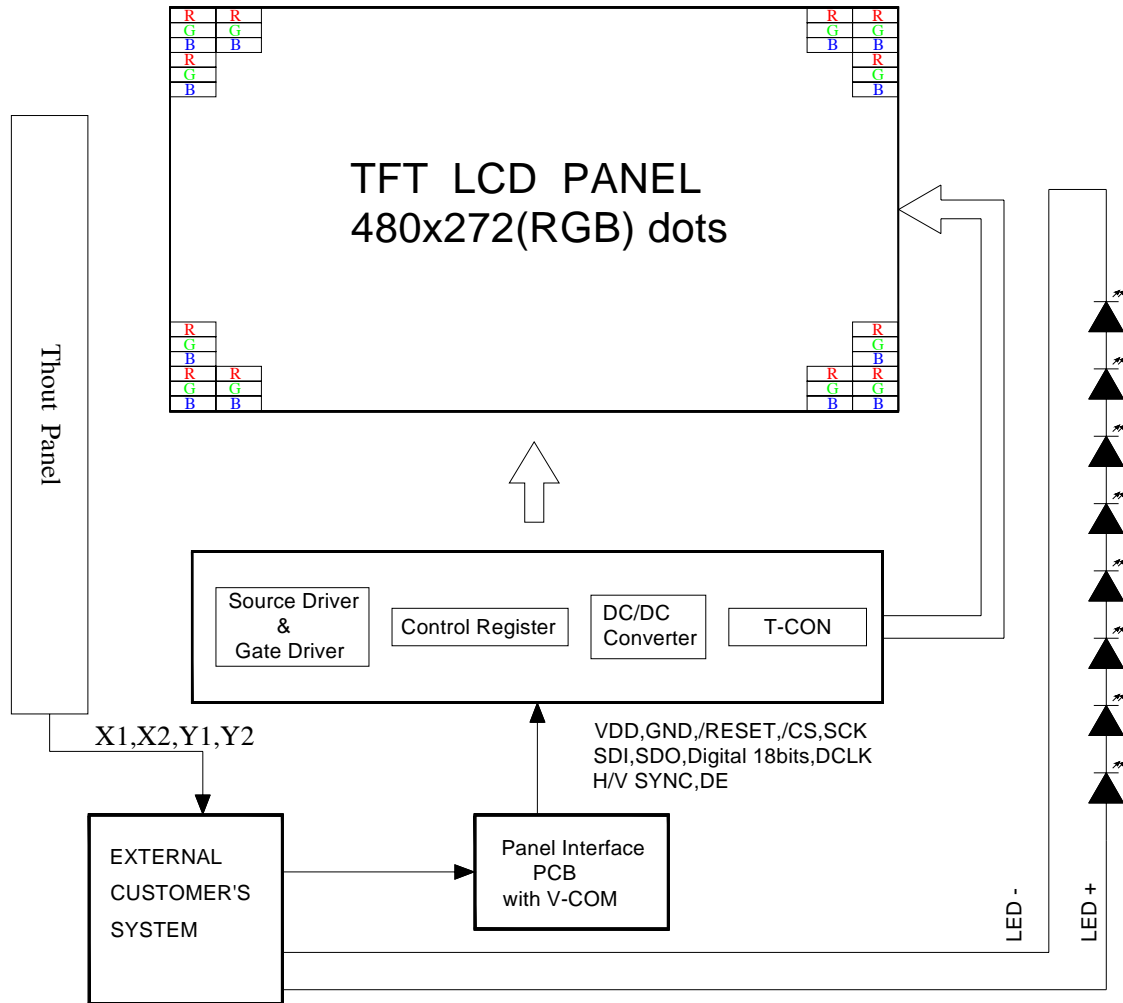 R R R R
G G G G
B B B B
R R
G G
B B
TFT LCD PANEL
480x272(RGB) dots
R R
G G
B B
R R R R
G G G G
B B B B
Thout Panel
Source Driver
&
Gate Driver
Control Register
DC/DC
Converter
T-CON
X1,X2,Y1,Y2
VDD,GND,/RESET,/CS,SCK
SDI,SDO,Digital 18bits,DCLK
H/V SYNC,DE
EXTERNAL
CUSTOMER'S
SYSTEM
Panel Interface
PCB
with V-COM
LED -
LED +